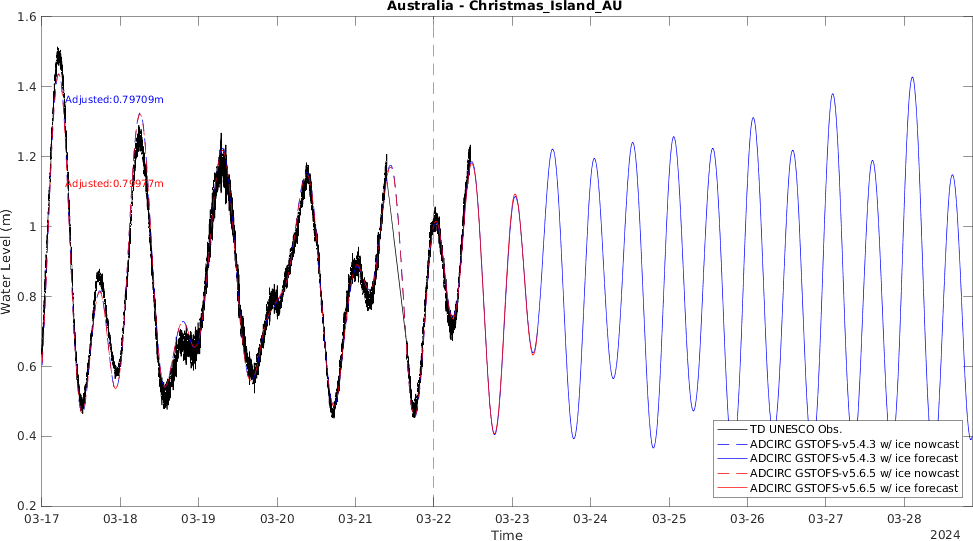 Australia - Christmas_Island_AU
1.6
1.4
1.2
1
0.8
0.6
0.4
0.2
Water Level (m)
Adjusted:0.79709m
Adjusted:0.79977m
TD UNESCO Obs.
ADCIRC GSTOFS-v5.4.3 w/ ice nowcast
ADCIRC GSTOFS-v5.4.3 w/ ice forecast
ADCIRC GSTOFS-v5.6.5 w/ ice nowcast
ADCIRC GSTOFS-v5.6.5 w/ ice forecast
03-17 03-18 03-19 03-20 03-21 03-22 03-23 03-24 03-25 03-26 03-27 03-28
Time
2024